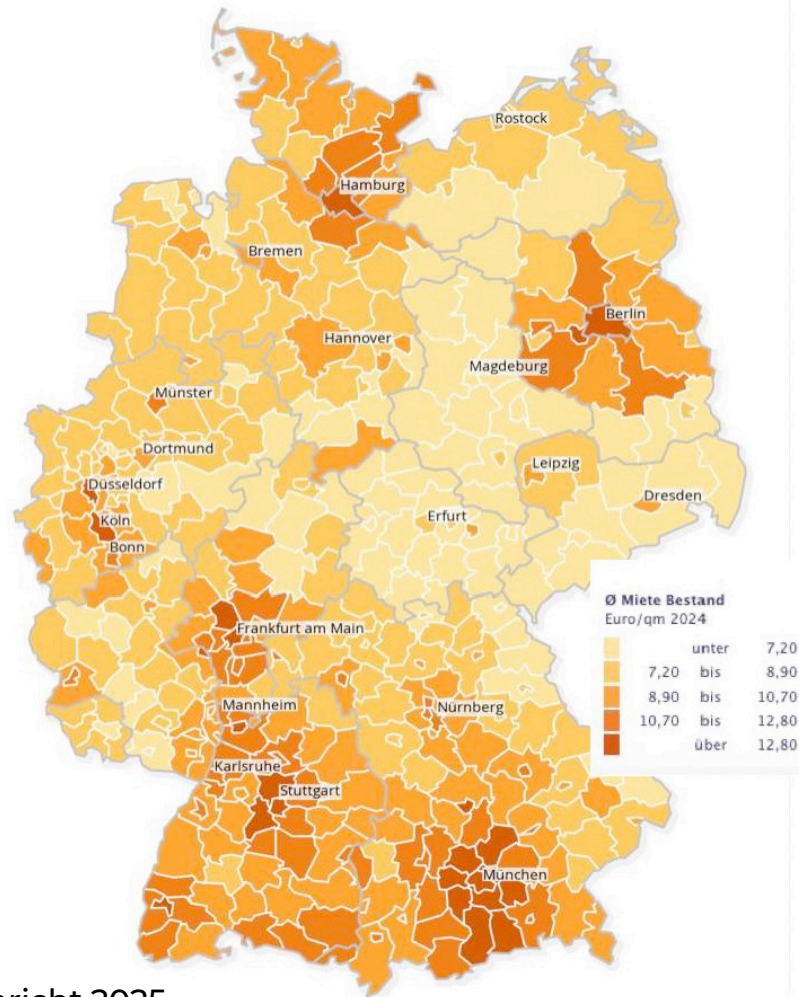 Rostock
Hamburg
Bremen
Berlin
Hannover
Magdeburg
Münster
Dortmund
Leipzig
Düsseldorf
Dresden
Köln
Erfurt
Bonn
Ø Miete Bestand
Euro/qm 2024
Frankfurt am Main
unter 7,20
7,20 bis 8,90
8,90 bis 10,70
10,70 bis 12,80
über 12,80
Mannheim
Nürnberg
Karlsruhe
Stuttgart
München
2025